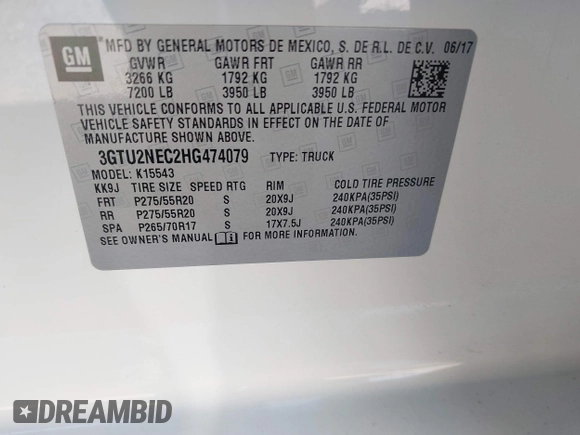 GM
MFD BY GENERAL MOTORS DE MEXICO, S. DE R.L. DE C.V. 06/17
GVWR GAWR FRT GAWR RR
3266 KG 1792 KG 1792 KG
7200 LB 3950 LB 3950 LB
THIS VEHICLE CONFORMS TO ALL APPLICABLE U.S. FEDERAL MOTOR
VEHICLE SAFETY STANDARDS IN EFFECT ON THE DATE OF
MANUFACTURE SHOWN ABOVE.
3GTU2NEC2HG474079 TYPE: TRUCK
MODEL: K15543
KK9J TIRE SIZE SPEED RTG RIM COLD TIRE PRESSURE
FRT P275/55R20 S 20X9J 240KPA(35PSI)
RR P275/55R20 S 20X9J 240KPA(35PSI)
SPA P265/70R17 S 17X7.5J 240KPA(35PSI)
SEE OWNER'S MANUAL FOR MORE INFORMATION.
DREAMBID